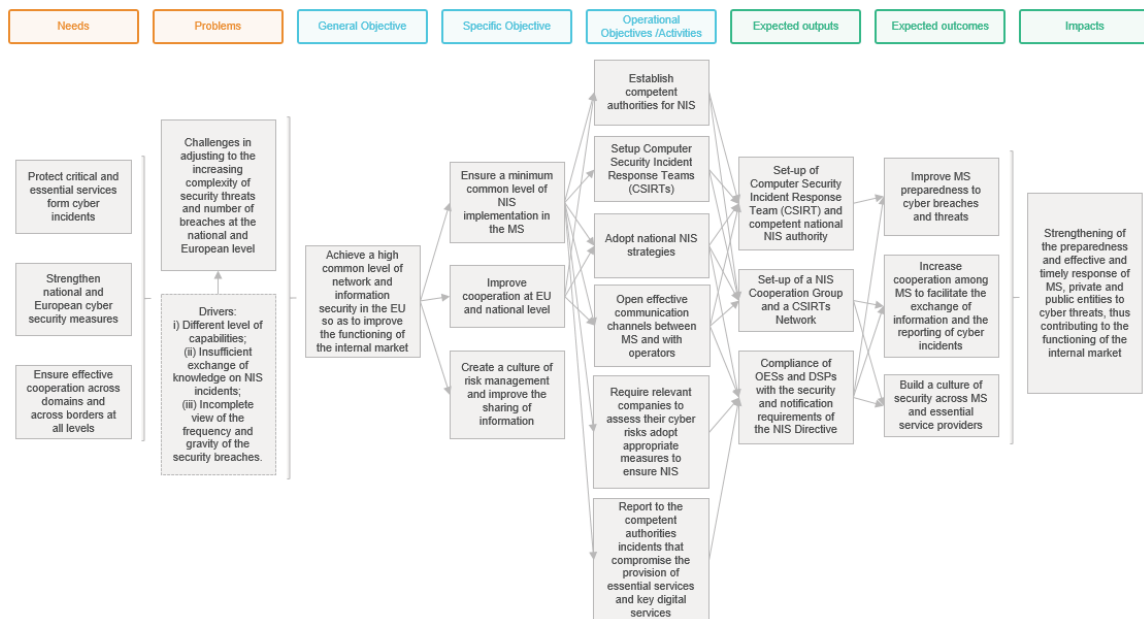 Needs
Problems
General Objective
Specific Objective
Operational
Objectives /Activities
Expected outputs
Expected outcomes
Impacts
Protect critical and
essential services
form cyber
incidents
Strengthen
national and
European cyber
security measures
Ensure effective
cooperation across
domains and
across borders at
all levels
Challenges in
adjusting to the
increasing
complexity of
security threats
and number of
breaches at the
national and
European level
Drivers:
i) Different level of
capabilities;
(ii) Insufficient
exchange of
knowledge on NIS
incidents;
(iii) Incomplete
view of the
frequency and
gravity of the
security breaches.
Achieve a high
common level of
network and
information
security in the EU
so as to improve
the functioning of
the internal market
Ensure a minimum
common level of
NIS
implementation in
the MS
Improve
cooperation at EU
and national level
Create a culture of
risk management
and improve the
sharing of
information
Establish
competent
authorities for NIS
Setup Computer
Security Incident
Response Teams
(CSIRTs)
Adopt national NIS
strategies
Open effective
communication
channels between
MS and with
operators
Require relevant
companies to
assess their cyber
risks adopt
appropriate
measures to
ensure NIS
Report to the
competent
authorities
incidents that
compromise the
provision of
essential services
and key digital
services
Set-up of
Computer Security
Incident Response
Team (CSIRT) and
competent national
NIS authority
Set-up of a NIS
Cooperation Group
and a CSIRTs
Network
Compliance of
OESs and DSPs
with the security
and notification
requirements of
the NIS Directive
Improve MS
preparedness to
cyber breaches
and threats
Increase
cooperation among
MS to facilitate the
exchange of
information and the
reporting of cyber
incidents
Build a culture of
security across MS
and essential
service providers
Strengthening of
the preparedness
and effective and
timely response of
MS, private and
public entities to
cyber threats, thus
contributing to the
functioning of the
internal market